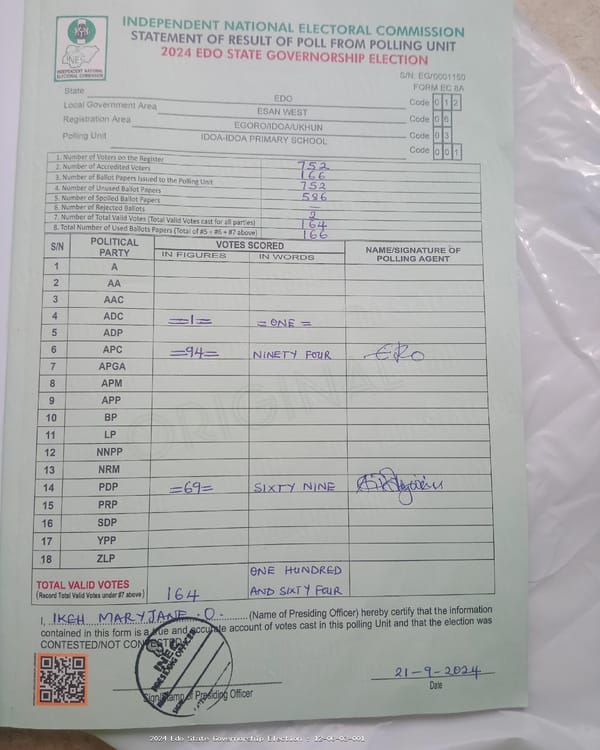 INDEPENDENT NATIONAL ELECTORAL COMMISSION
STATEMENT OF RESULT OF POLL FROM POLLING UNIT
2024 EDO STATE GOVERNORSHIP ELECTION
INEC
INDEPENDENT NATIONAL
ELECTORAL COMMISSION
S/N: EG/0001150
FORM EC 8A
State EDO Code 0 1 2
Local Government Area ESAN WEST Code 0 6
Registration Area EGORO/IDOA/UKHUN Code 0 3
Polling Unit IDOA-IDOA PRIMARY SCHOOL Code 0 0 1
1. Number of Voters on the Register 752
2. Number of Accredited Voters 166
3. Number of Ballot Papers Issued to the Polling Unit 752
4. Number of Unused Ballot Papers 586
5. Number of Spoiled Ballot Papers —
6. Number of Rejected Ballots 2
7. Number of Total Valid Votes (Total Valid Votes cast for all parties) 164
8. Total Number of Used Ballots Papers (Total of #5 + #6 + #7 above) 166
S/N POLITICAL PARTY VOTES SCORED NAME/SIGNATURE OF POLLING AGENT
IN FIGURES IN WORDS
1 A
2 AA
3 AAC
4 ADC =1= =ONE=
5 ADP
6 APC =94= NINETY FOUR
7 APGA
8 APM
9 APP
10 BP
11 LP
12 NNPP
13 NRM
14 PDP =69= SIXTY NINE
15 PRP
16 SDP
17 YPP
18 ZLP
ORIGINAL
TOTAL VALID VOTES 164 ONE HUNDRED AND SIXTY FOUR
(Record Total Valid Votes under #7 above)
I, IKEH MARYJANE .O. (Name of Presiding Officer) hereby certify that the information
contained in this form is a true and accurate account of votes cast in this polling Unit and that the election was
CONTESTED/NOT CONTESTED
INEC
PRESIDING OFFICER
Sign/Stamp of Presiding Officer
21-9-2024
Date
2024 Edo State Governorship Election : 12-06-03-001